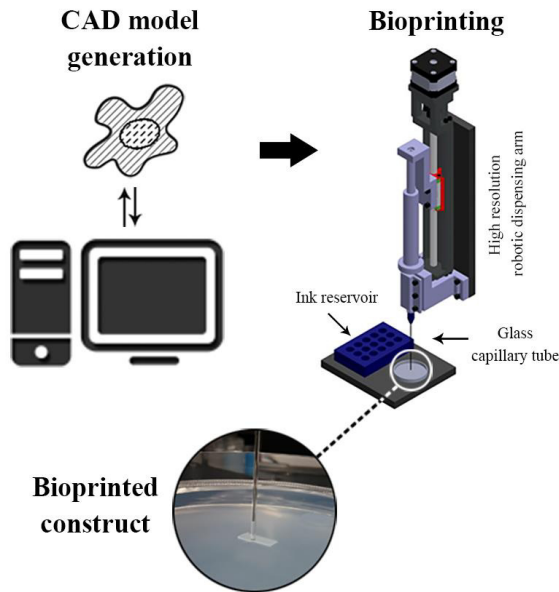 CAD model
generation
Bioprinting
High resolution
robotic dispensing arm
Ink reservoir
Glass
capillary tube
Bioprinted
construct